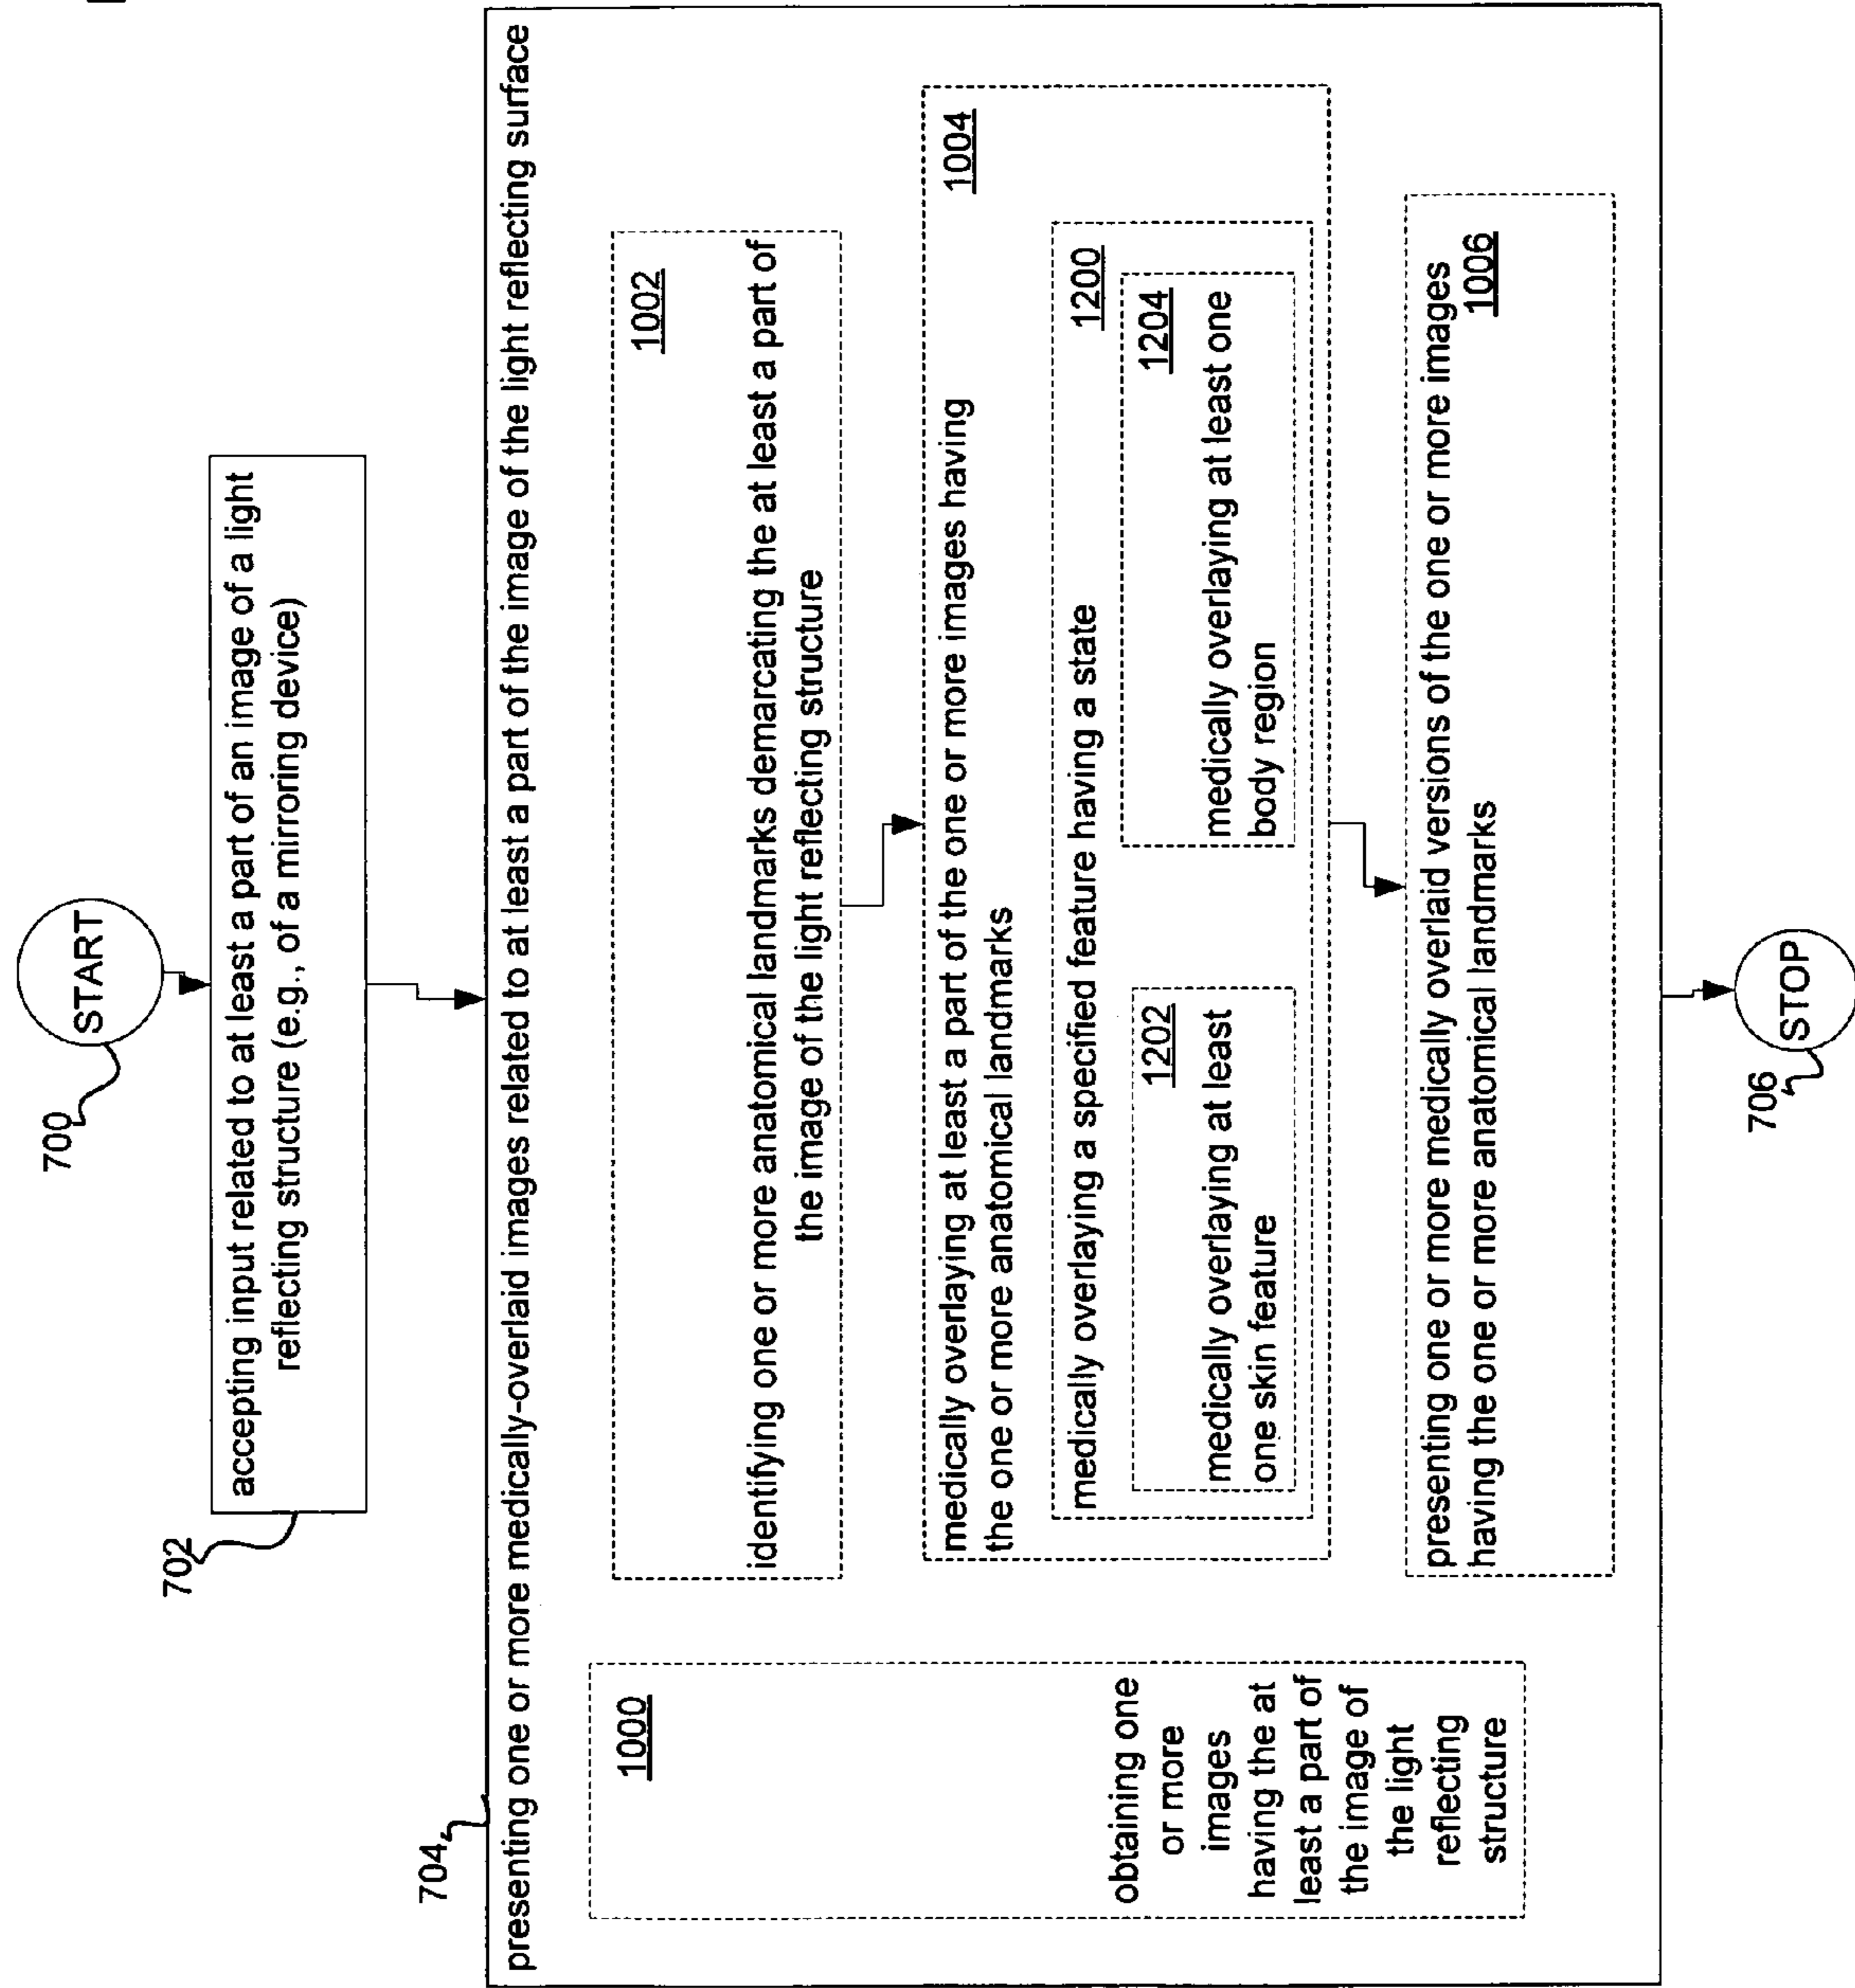 START
700
702
accepting input related to at least a part of an image of a light
reflecting structure (e.g., of a mirroring device)
704
presenting one or more medically-overlaid images related to at least a part of the image of the light reflecting surface
1000
obtaining one
or more
images
having the at
least a part of
the image of
the light
reflecting
structure
1002
identifying one or more anatomical landmarks demarcating the at least a part of
the image of the light reflecting structure
1004
medically overlaying at least a part of the one or more images having
the one or more anatomical landmarks
1200
medically overlaying a specified feature having a state
1202
medically overlaying at least
one skin feature
1204
medically overlaying at least one
body region
presenting one or more medically overlaid versions of the one or more images
having the one or more anatomical landmarks
1006
STOP
706